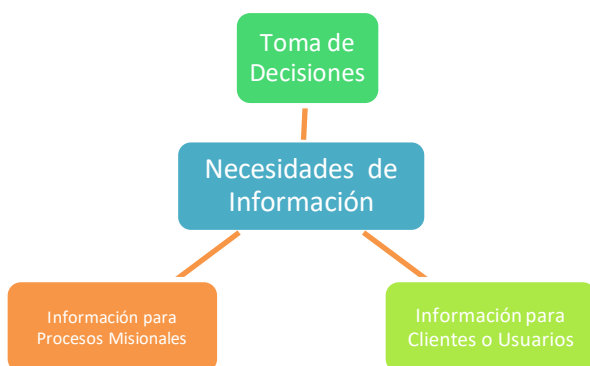 Toma de
Decisiones
Necesidades de
Información
Información para
Procesos Misionales
Información para
Clientes o Usuarios